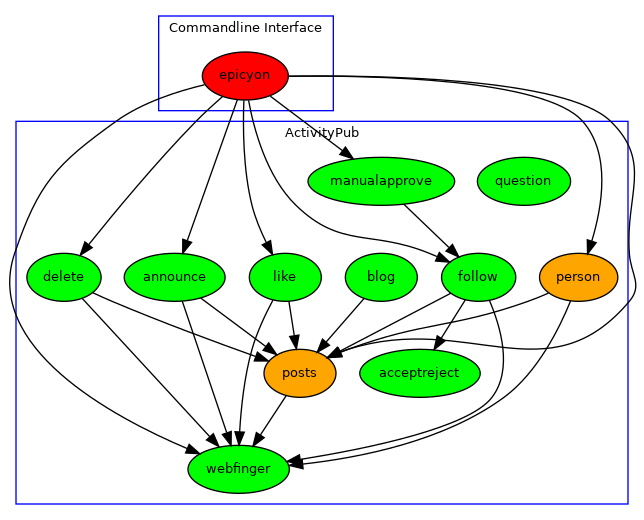 Commandline Interface
epicyon
ActivityPub
manualapprove
question
delete
announce
like
blog
follow
person
posts
acceptreject
webfinger